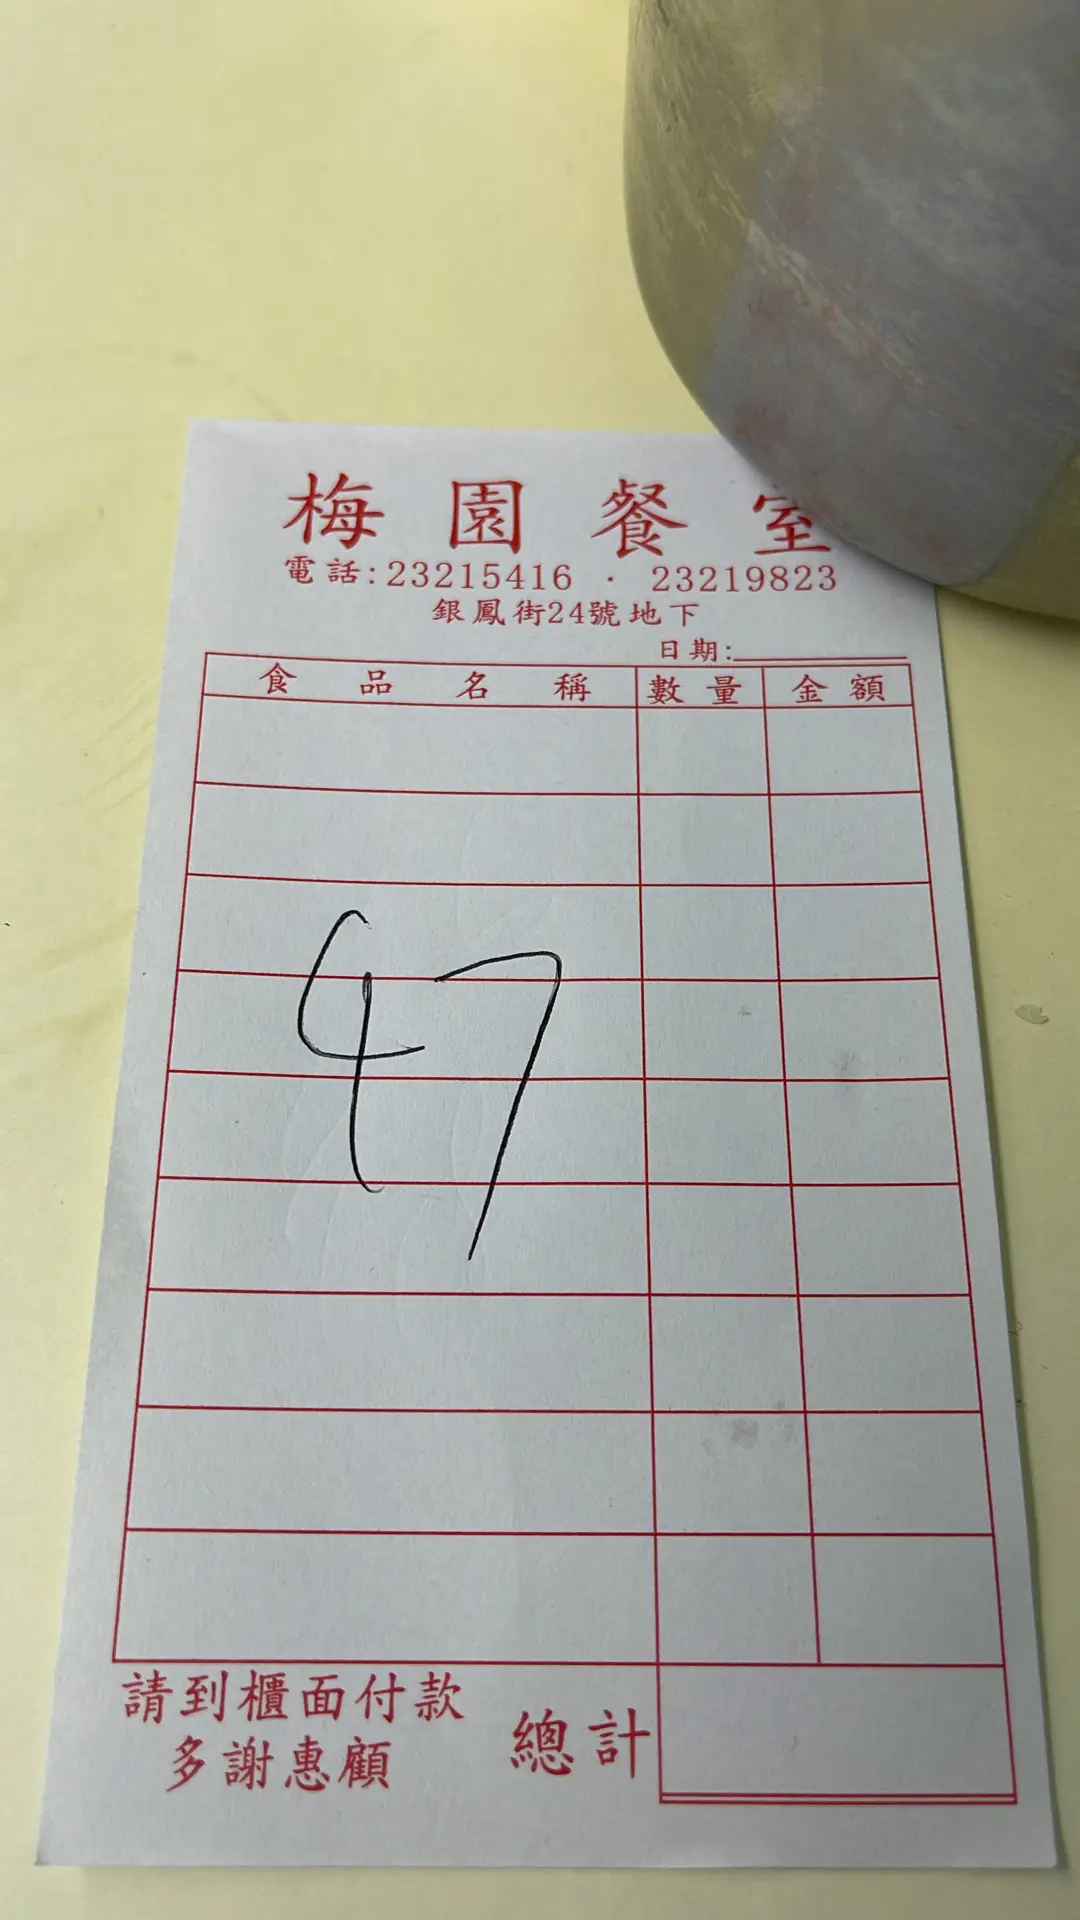 梅園餐室
電話:23215416 · 23219823
銀鳳街24號地下
日期:
食品名稱 數量 金額
47
請到櫃面付款
多謝惠顧
總計